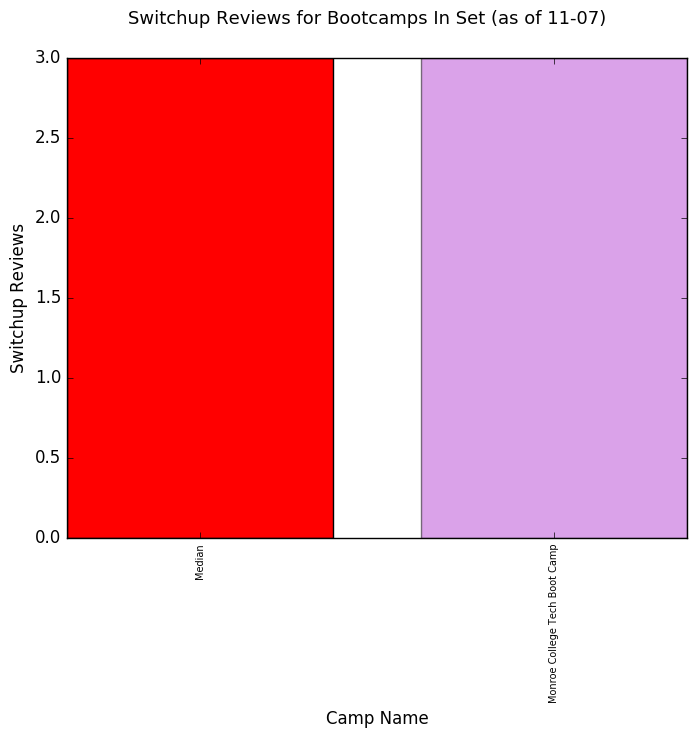 Switchup Reviews for Bootcamps In Set (as of 11-07)
3.0
2.5
2.0
1.5
1.0
0.5
0.0
Switchup Reviews
Median
Monroe College Tech Boot Camp
Camp Name